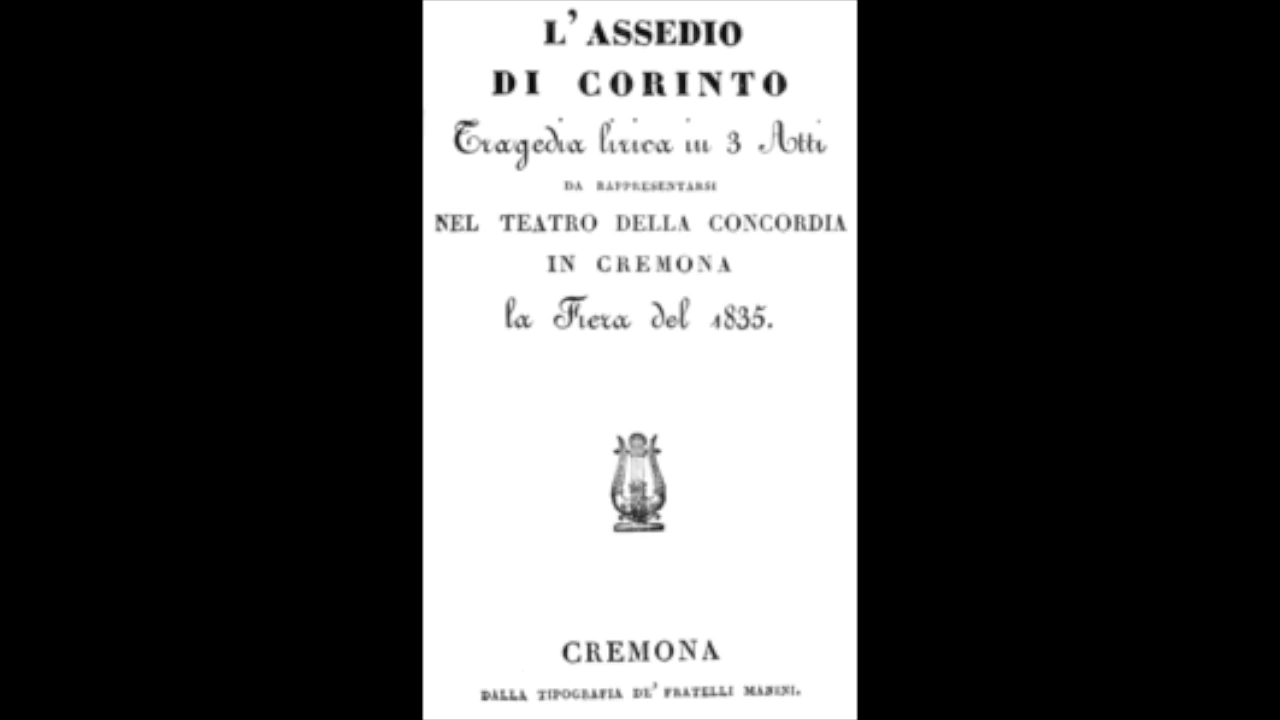 L'ASSEDIO
DI CORINTO
Tragedia lirica in 3 Atti
DA RAPPRESENTARSI
NEL TEATRO DELLA CONCORDIA
IN CREMONA
la Fiera del 1835.
CREMONA
DALLA TIPOGRAFIA DE' FRATELLI MANINI.